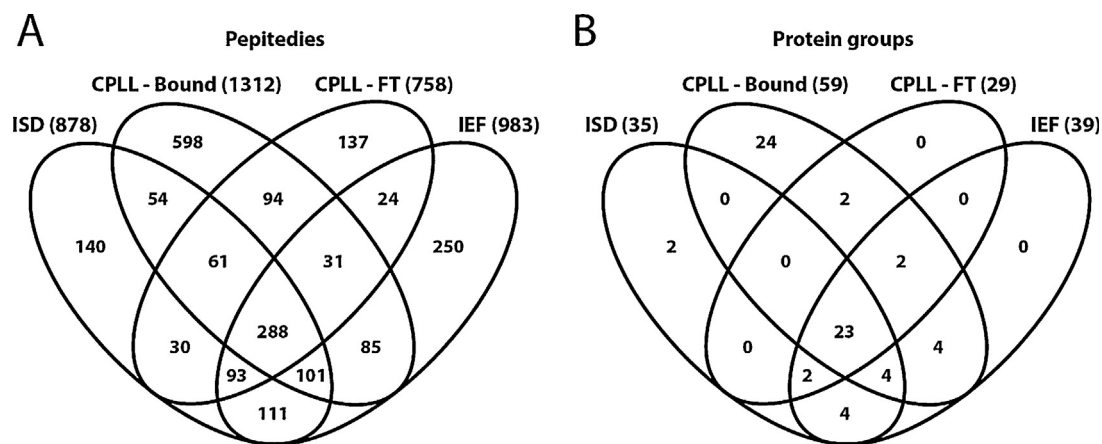 A
Pepitedies
CPLL - Bound (1312)
CPLL - FT (758)
ISD (878)
IEF (983)
598
137
54
94
24
140
61
31
250
288
30
85
93
101
111
B
Protein groups
CPLL - Bound (59)
CPLL - FT (29)
ISD (35)
IEF (39)
24
0
0
2
0
2
0
2
0
23
0
4
2
4
4